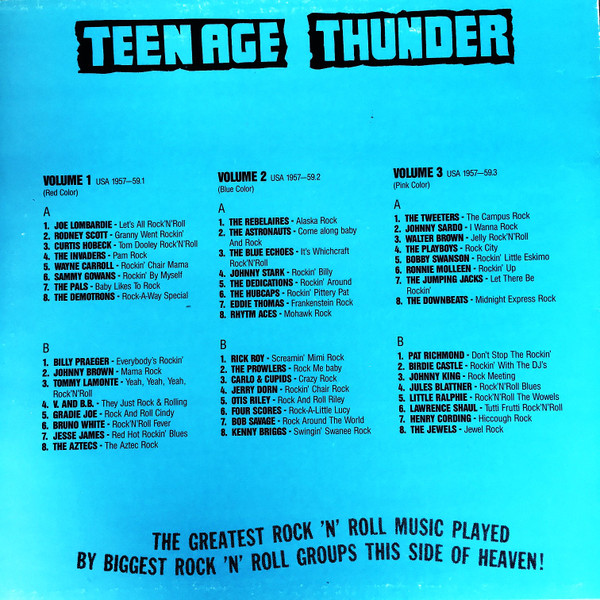 TEENAGE THUNDER
VOLUME 1 USA 1957—59.1
(Red Color)
A
1. JOE LOMBARDIE - Let's All Rock'N'Roll
2. RODNEY SCOTT - Granny Went Rockin'
3. CURTIS HOBECK - Tom Dooley Rock'N'Roll
4. THE INVADERS - Pam Rock
5. WAYNE CARROLL - Rockin' Chair Mama
6. SAMMY GOWANS - Rockin' By Myself
7. THE PALS - Baby Likes To Rock
8. THE DEMOTRONS - Rock-A-Way Special
B
1. BILLY PRAEGER - Everybody's Rockin'
2. JOHNNY BROWN - Mama Rock
3. TOMMY LAMONTE - Yeah, Yeah, Yeah,
Rock'N'Roll
4. V. AND B.B. - They Just Rock & Rolling
5. GRADIE JOE - Rock And Roll Cindy
6. BRUNO WHITE - Rock'N'Roll Fever
7. JESSE JAMES - Red Hot Rockin' Blues
8. THE AZTECS - The Aztec Rock
VOLUME 2 USA 1957—59.2
(Blue Color)
A
1. THE REBELAIRES - Alaska Rock
2. THE ASTRONAUTS - Come along baby
And Rock
3. THE BLUE ECHOES - It's Whichcraft
Rock'N'Roll
4. JOHNNY STARK - Rockin' Billy
5. THE DEDICATIONS - Rockin' Around
6. THE HUBCAPS - Rockin' Pittery Pat
7. EDDIE THOMAS - Frankenstein Rock
8. RHYTM ACES - Mohawk Rock
B
1. RICK ROY - Screamin' Mimi Rock
2. THE PROWLERS - Rock Me baby
3. CARLO & CUPIDS - Crazy Rock
4. JERRY DORN - Rockin' Chair Rock
5. OTIS RILEY - Rock And Roll Riley
6. FOUR SCORES - Rock-A-Little Lucy
7. BOB SAVAGE - Rock Around The World
8. KENNY BRIGGS - Swingin' Swanee Rock
VOLUME 3 USA 1957—59.3
(Pink Color)
A
1. THE TWEETERS - The Campus Rock
2. JOHNNY SARDO - I Wanna Rock
3. WALTER BROWN - Jelly Rock'N'Roll
4. THE PLAYBOYS - Rock City
5. BOBBY SWANSON - Rockin' Little Eskimo
6. RONNIE MOLLEEN - Rockin' Up
7. THE JUMPING JACKS - Let There Be
Rockin'
8. THE DOWNBEATS - Midnight Express Rock
B
1. PAT RICHMOND - Don't Stop The Rockin'
2. BIRDIE CASTLE - Rockin' With The DJ's
3. JOHNNY KING - Rock Meeting
4. JULES BLATTNER - Rock'N'Roll Blues
5. LITTLE RALPHIE - Rock'N'Roll The Wowels
6. LAWRENCE SHAUL - Tutti Frutti Rock'N'Roll
7. HENRY CORDING - Hiccough Rock
8. THE JEWELS - Jewel Rock
THE GREATEST ROCK 'N' ROLL MUSIC PLAYED
BY BIGGEST ROCK 'N' ROLL GROUPS THIS SIDE OF HEAVEN!